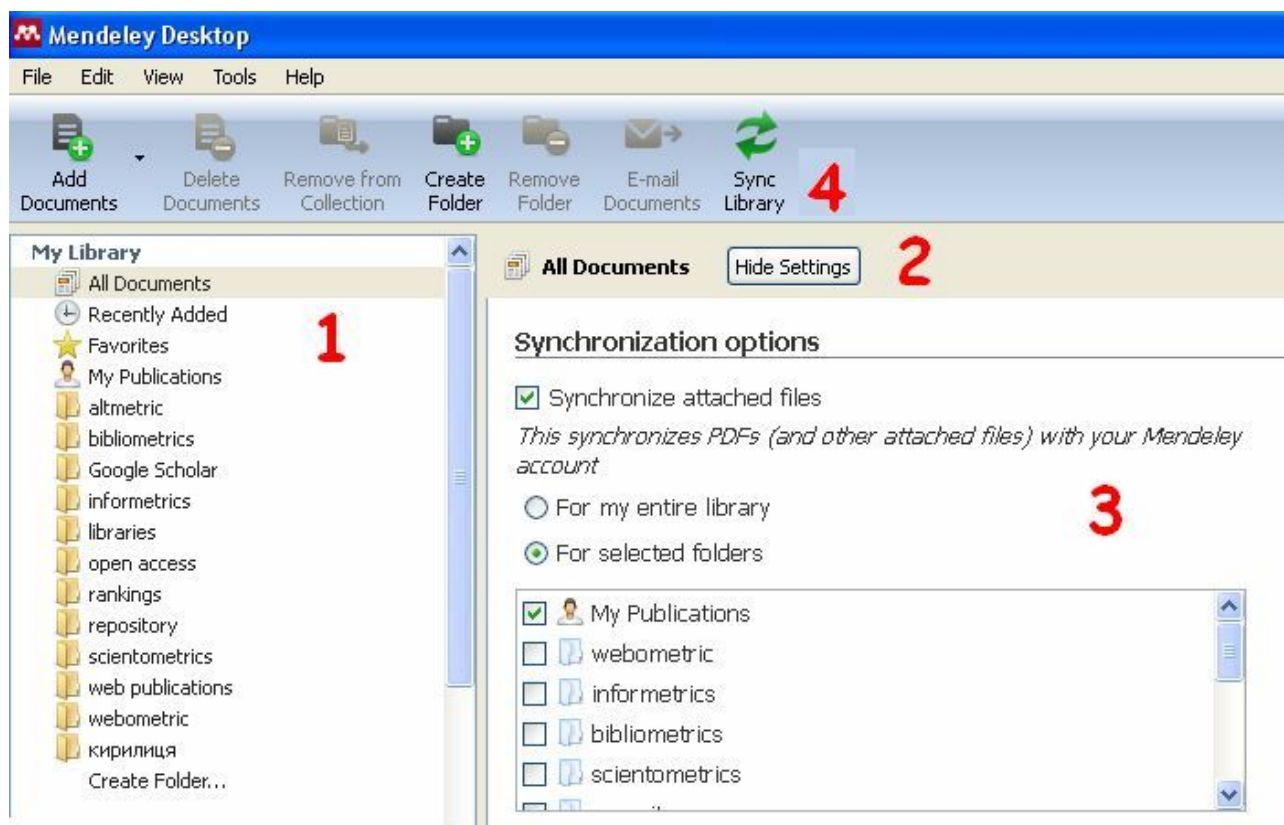 Mendeley Desktop
File Edit View Tools Help
Add Documents
Delete Documents
Remove from Collection
Create Folder
Remove Folder
E-mail Documents
Sync Library
4
My Library
All Documents
Recently Added
Favorites
My Publications
altmetric
bibliometrics
Google Scholar
informetrics
libraries
open access
rankings
repository
scientometrics
web publications
webometric
кирилиця
Create Folder...
1
All Documents
Hide Settings
2
Synchronization options
Synchronize attached files
This synchronizes PDFs (and other attached files) with your Mendeley
account
For my entire library
3
For selected folders
My Publications
webometric
informetrics
bibliometrics
scientometrics